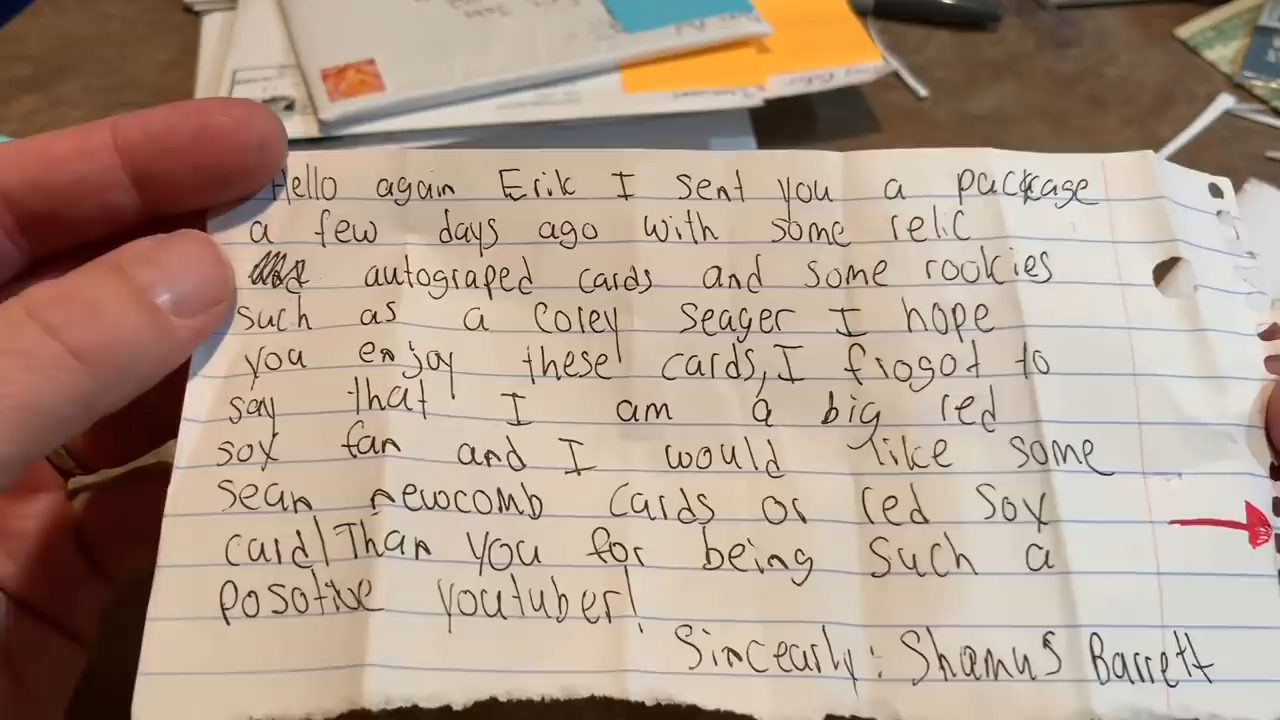 Hello again Erik I sent you a package
a few days ago with some relic
autograped cards and some rookies
such as a Corey Seager I hope
you enjoy these cards, I frogot to
say that I am a big red
sox fan and I would like some
sean newcomb cards or red sox
card/Than you for being such a
posotive youtuber!
Sincearly: Shamus Barrett